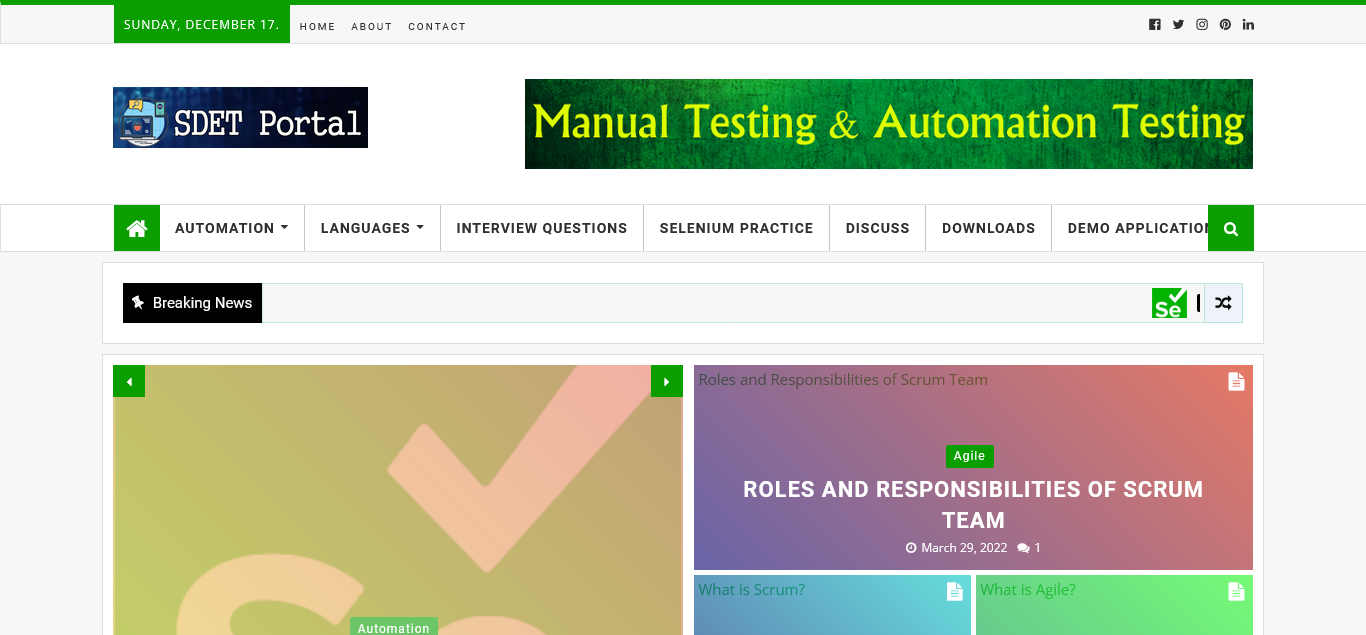 SUNDAY, DECEMBER 17.
HOME ABOUT CONTACT
SDET Portal
Manual Testing & Automation Testing
AUTOMATION LANGUAGES INTERVIEW QUESTIONS SELENIUM PRACTICE DISCUSS DOWNLOADS DEMO APPLICATION
Breaking News
Se
Roles and Responsibilities of Scrum Team
Agile
ROLES AND RESPONSIBILITIES OF SCRUM
TEAM
March 29, 2022 1
Automation
What is Scrum?
What is Agile?